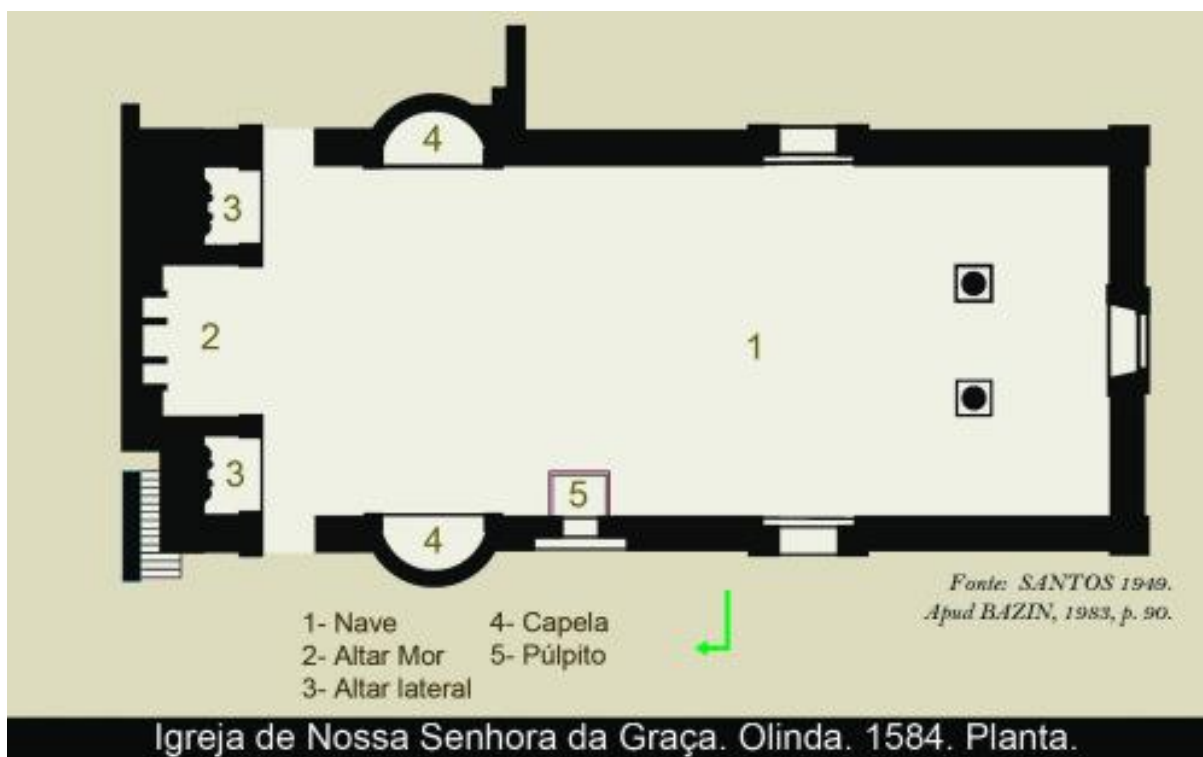 4
3
2
1
3
5
4
Fonte: SANTOS 1949.
Apud BAZIN, 1983, p. 90.
1- Nave
2- Altar Mor
3- Altar lateral
4- Capela
5- Púlpito
Igreja de Nossa Senhora da Graça. Olinda. 1584. Planta.